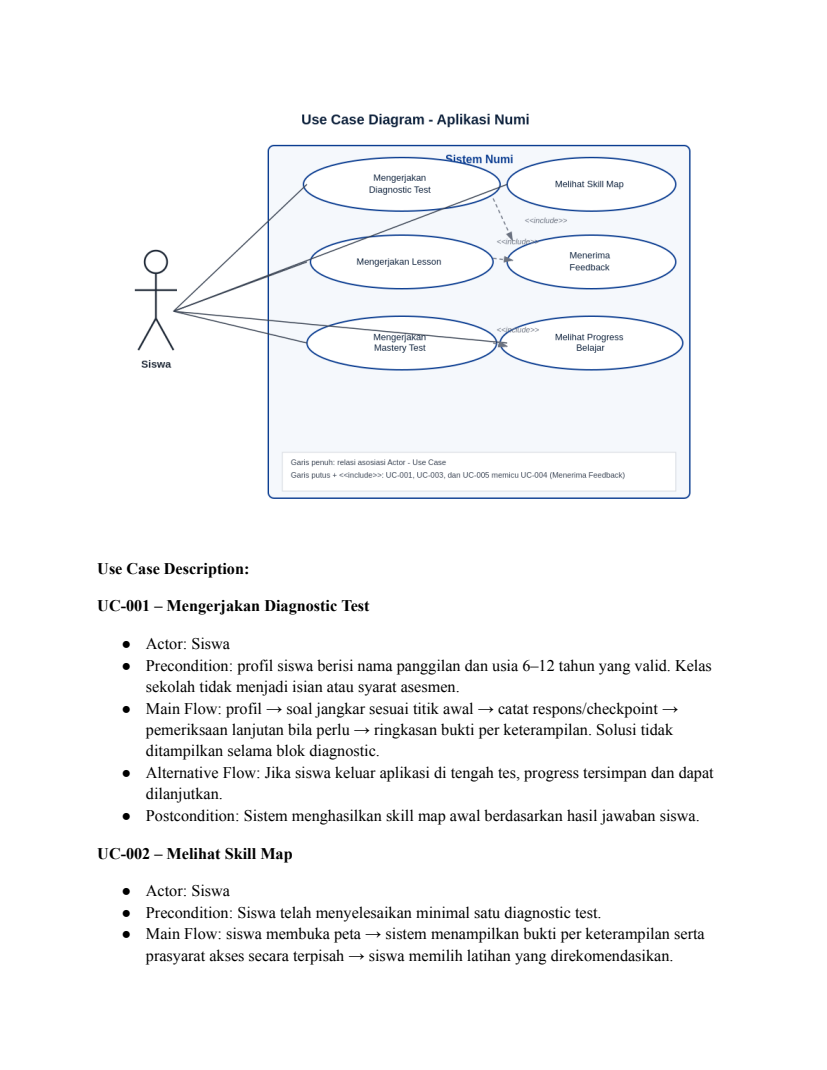 Use Case Diagram - Aplikasi Numi
Sistem Numi
Mengerjakan
Diagnostic Test
Melihat Skill Map
<<include>>
<<include>>
Mengerjakan Lesson
Menerima
Feedback
<<include>>
Mengerjakan
Mastery Test
Melihat Progress
Belajar
Siswa
Garis penuh: relasi asosiasi Actor - Use Case
Garis putus + <<include>>: UC-001, UC-003, dan UC-005 memicu UC-004 (Menerima Feedback)
Use Case Description:
UC-001 – Mengerjakan Diagnostic Test
● Actor: Siswa
● Precondition: profil siswa berisi nama panggilan dan usia 6–12 tahun yang valid. Kelas
sekolah tidak menjadi isian atau syarat asesmen.
● Main Flow: profil → soal jangkar sesuai titik awal → catat respons/checkpoint →
pemeriksaan lanjutan bila perlu → ringkasan bukti per keterampilan. Solusi tidak
ditampilkan selama blok diagnostic.
● Alternative Flow: Jika siswa keluar aplikasi di tengah tes, progress tersimpan dan dapat
dilanjutkan.
● Postcondition: Sistem menghasilkan skill map awal berdasarkan hasil jawaban siswa.
UC-002 – Melihat Skill Map
● Actor: Siswa
● Precondition: Siswa telah menyelesaikan minimal satu diagnostic test.
● Main Flow: siswa membuka peta → sistem menampilkan bukti per keterampilan serta
prasyarat akses secara terpisah → siswa memilih latihan yang direkomendasikan.